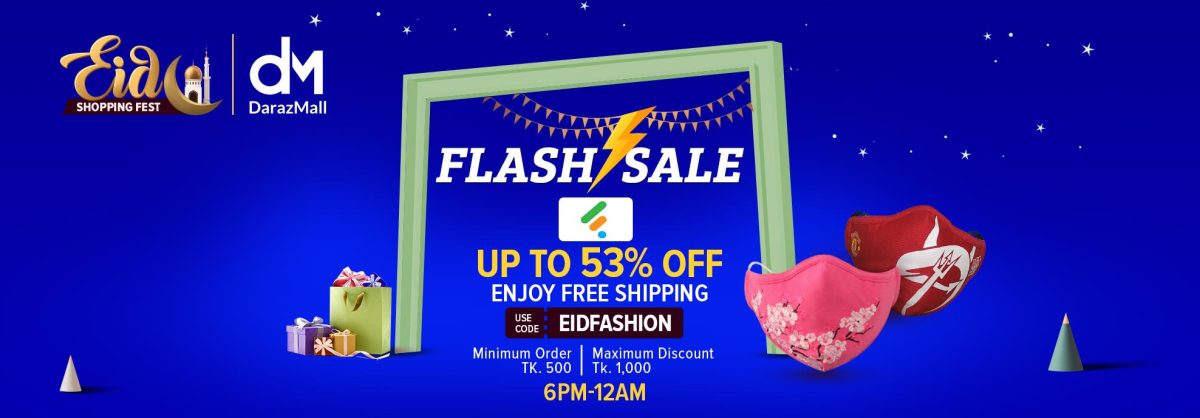 Eid
SHOPPING FEST
dM
DarazMall
FLASH SALE
UP TO 53% OFF
ENJOY FREE SHIPPING
USE CODE EIDFASHION
Minimum Order
TK. 500
Maximum Discount
Tk. 1,000
6PM-12AM